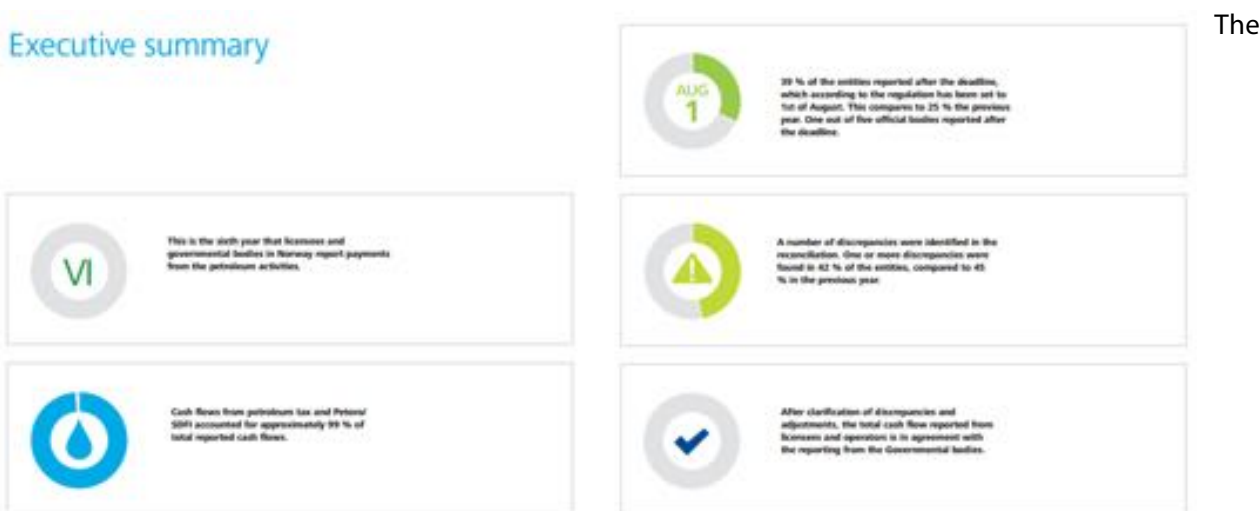 Executive summary
The
AUG
1
39 % of the entities reported after the deadline,
which according to the regulation has been set to
1st of August. This compares to 25 % the previous
year. One out of five official bodies reported after
the deadline.
VI
This is the sixth year that licensees and
governmental bodies in Norway report payments
from the petroleum activities.
A number of discrepancies were identified in the
reconciliation. One or more discrepancies were
found in 42 % of the entities, compared to 45
% in the previous year.
Cash flows from petroleum tax and Petoro/
SDFI accounted for approximately 99 % of
total reported cash flows.
After clarification of discrepancies and
adjustments, the total cash flow reported from
licensees and operators is in agreement with
the reporting from the Governmental bodies.